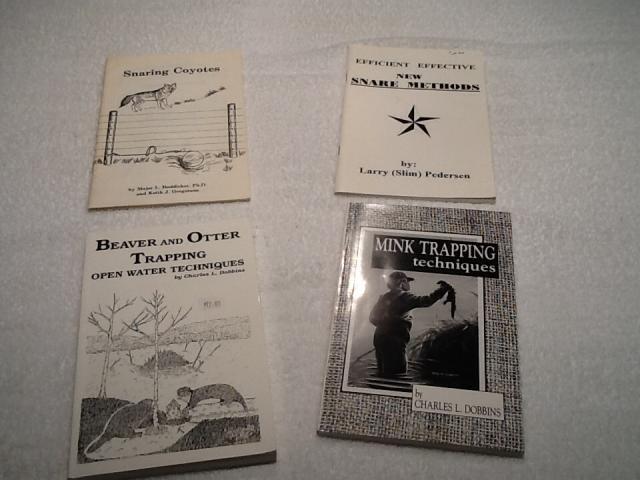 Snaring Coyotes
by Major L. Boddicker, Ph.D.
and Keith J. Gregerson
EFFICIENT EFFECTIVE
NEW
SNARE METHODS
by:
Larry (Slim) Pedersen
BEAVER AND OTTER
TRAPPING
OPEN WATER TECHNIQUES
by Charles L. Dobbins
MINK TRAPPING
techniques
by
CHARLES L. DOBBINS